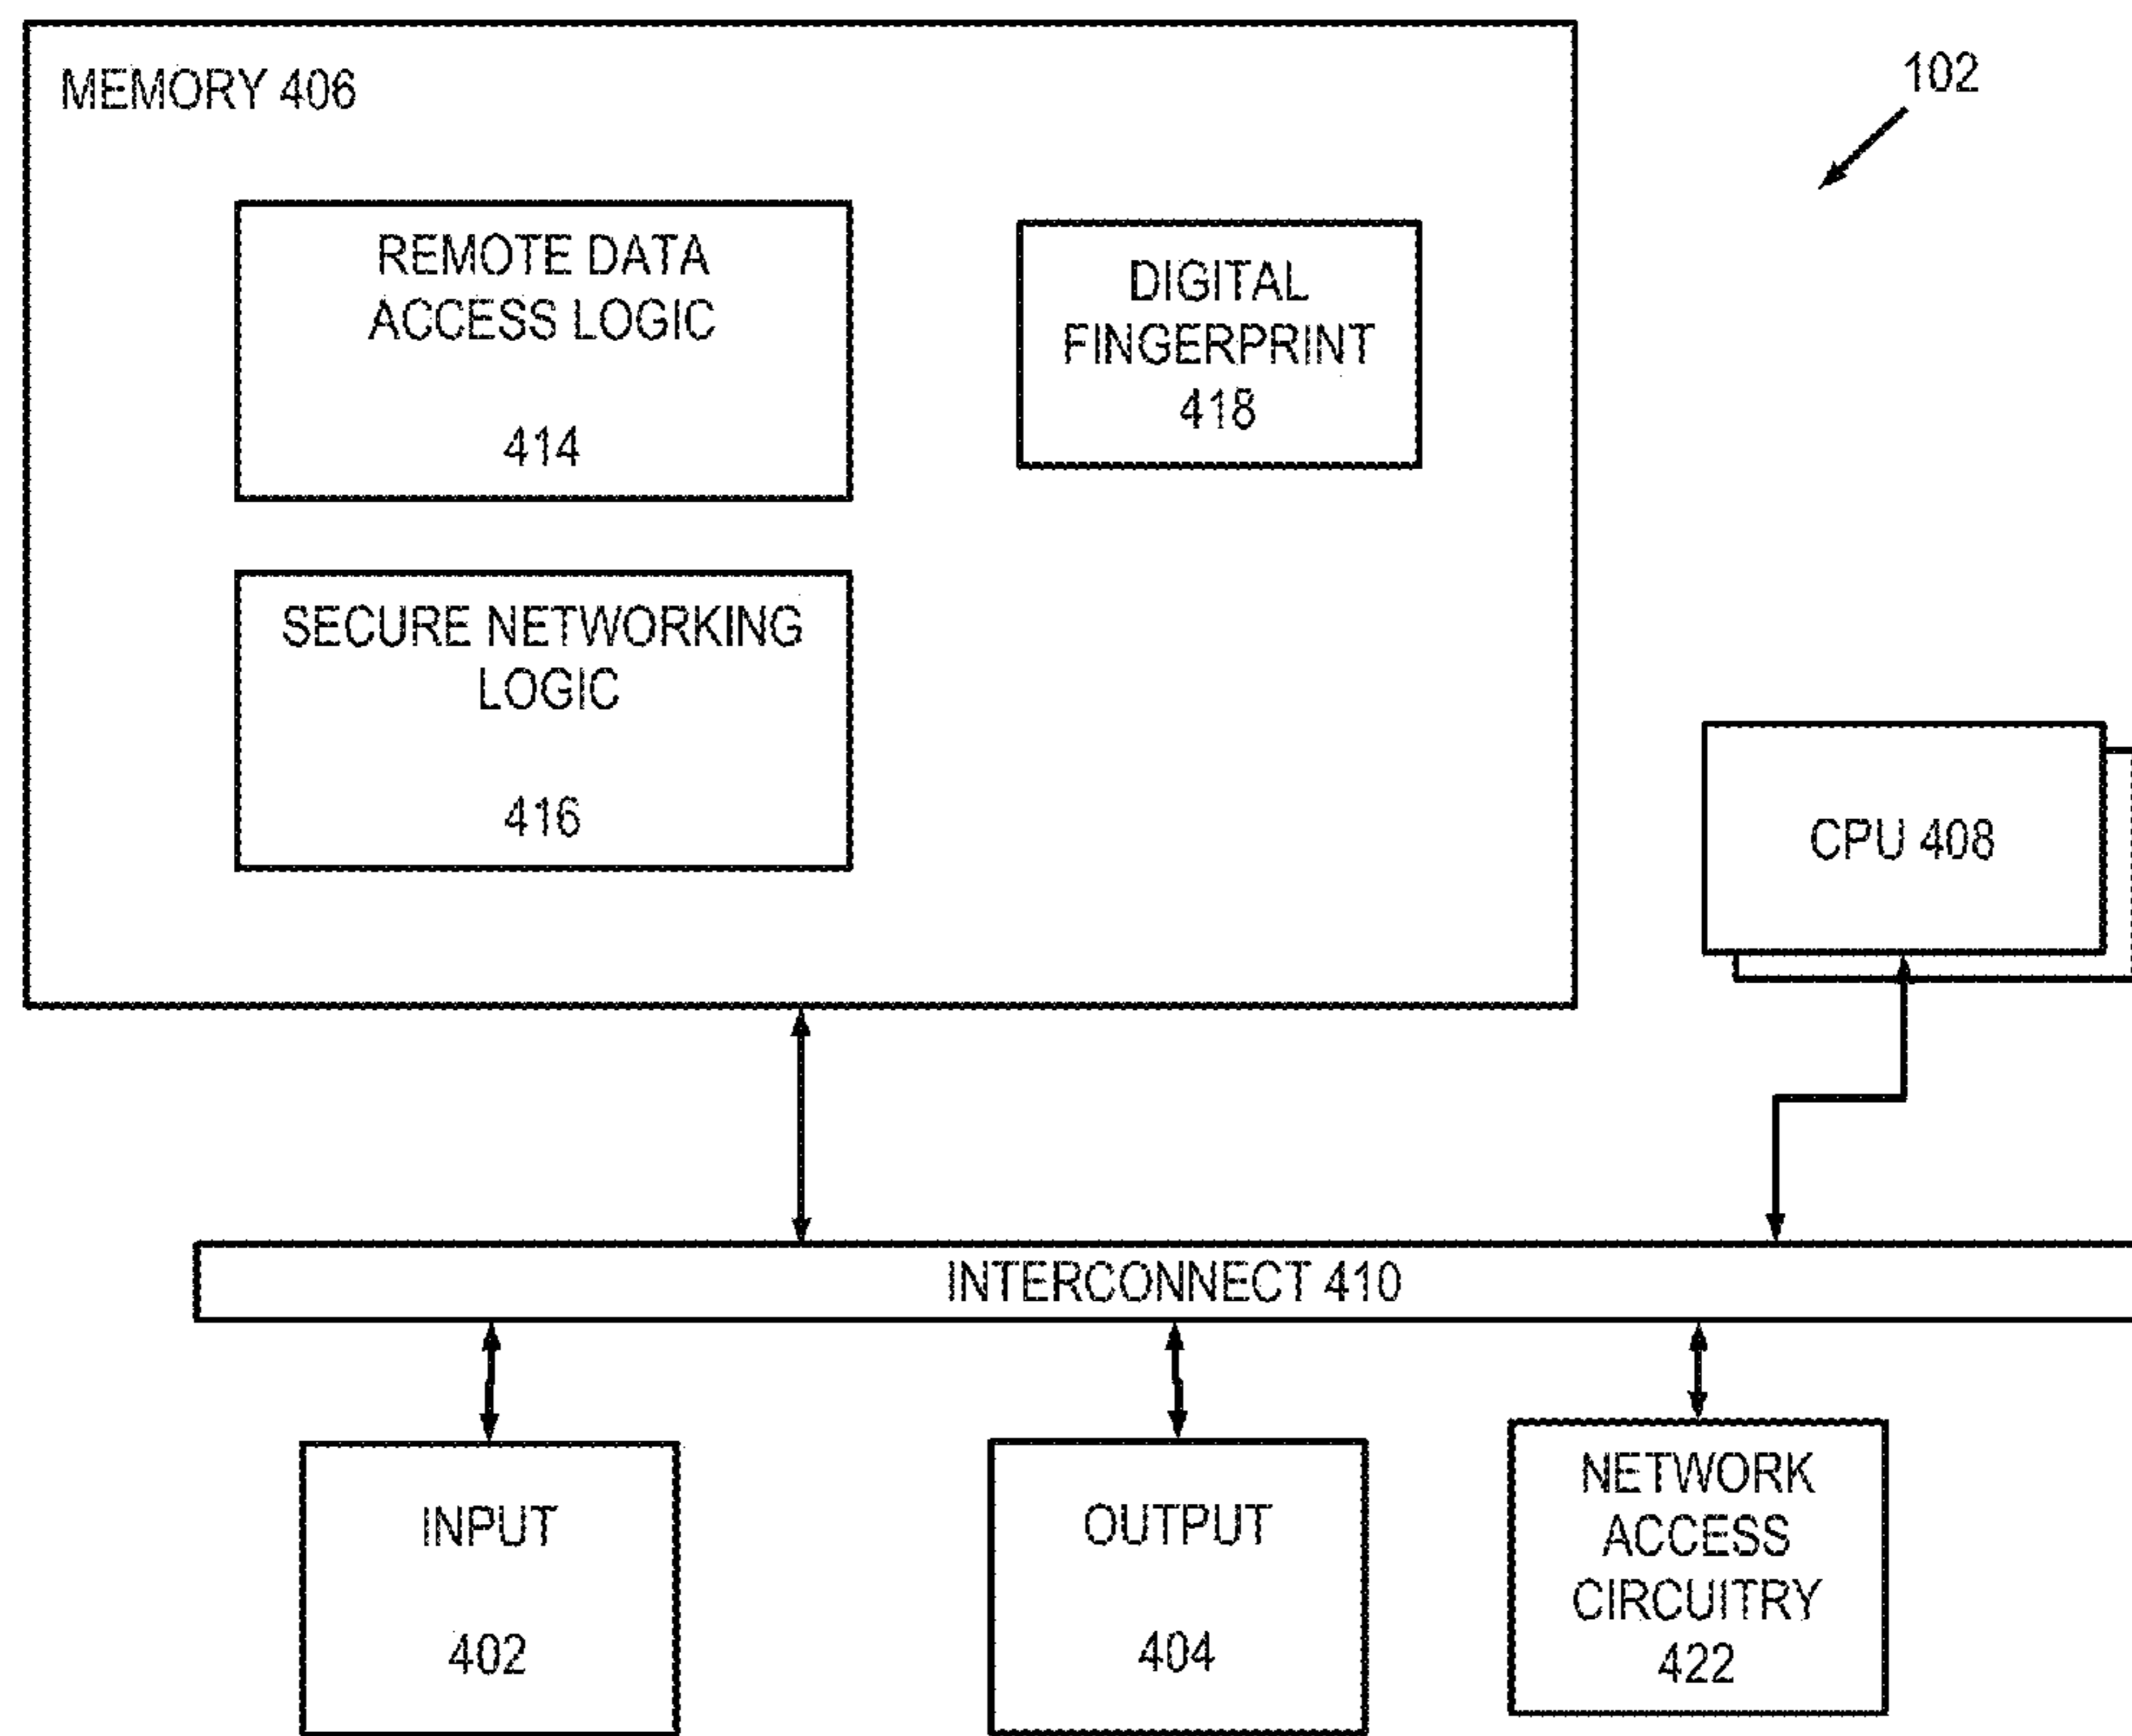 MEMORY 406
102
REMOTE DATA
ACCESS LOGIC
414
DIGITAL
FINGERPRINT
418
SECURE NETWORKING
LOGIC
416
CPU 408
INTERCONNECT 410
INPUT
402
OUTPUT
404
NETWORK
ACCESS
CIRCUITRY
422